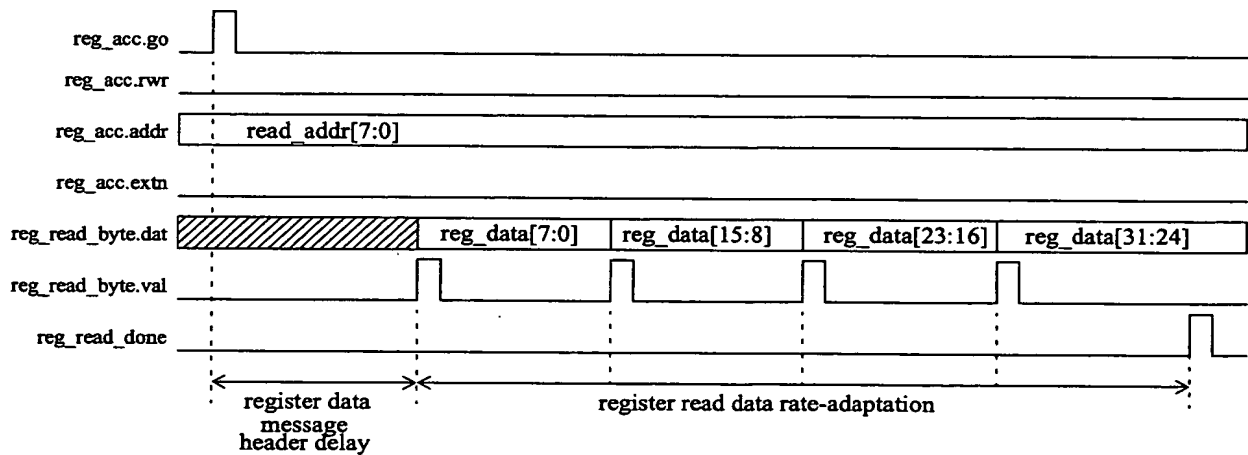 reg_acc.go
reg_acc.rwr
reg_acc.addr
read_addr[7:0]
reg_acc.extn
reg_read_byte.dat
reg_data[7:0]
reg_data[15:8]
reg_data[23:16]
reg_data[31:24]
reg_read_byte.val
reg_read_done
register data
message
header delay
register read data rate-adaptation